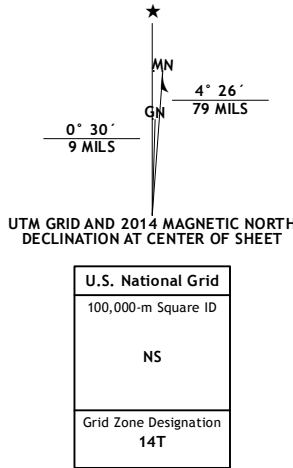 MN
GN
4° 26´
79 MILS
0° 30´
9 MILS
UTM GRID AND 2014 MAGNETIC NORTH
DECLINATION AT CENTER OF SHEET
U.S. National Grid
100,000-m Square ID
NS
Grid Zone Designation
14T